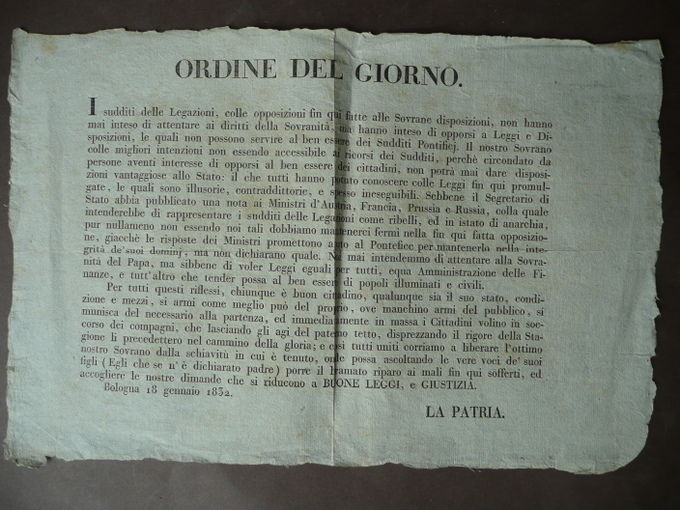 ORDINE DEL GIORNO.
I sudditi delle Legazioni, colle opposizioni fin qui fatte alle Sovrane disposizioni, non hanno
mai inteso di attentare ai diritti della Sovranità, ma hanno inteso di opporsi a Leggi e Di-
sposizioni, le quali non possono servire al ben essere dei Sudditi Pontificj. Il nostro Sovrano
colle migliori intenzioni non essendo accessibile ai ricorsi dei Sudditi, perchè circondato da
persone aventi interesse di opporsi al ben essere dei cittadini, non potrà mai dare disposi-
zioni vantaggiose allo Stato: il che tutti hanno potuto conoscere colle Leggi fin qui promul-
gate, le quali sono illusorie, contraddittorie, e spesso ineseguibili. Sebbene il Segretario di
Stato abbia pubblicato una nota ai Ministri d'Austria, Francia, Prussia e Russia, colla quale
intenderebbe di rappresentare i sudditi delle Legazioni come ribelli, ed in istato di anarchia,
pur nullameno non essendo noi tali dobbiamo mantenerci fermi nella fin qui fatta opposizio-
ne, giacchè le risposte dei Ministri promettono ajuto al Pontefice per mantenerlo nella inte-
grità de'suoi dominj, ma non dichiarano quale. Nè mai intendemmo di attentare alla Sovra-
nità del Papa, ma sibbene di voler Leggi eguali per tutti, equa Amministrazione delle Fi-
nanze, e tutt'altro che tender possa al ben essere di popoli illuminati e civili.
Per tutti questi riflessi, chiunque è buon cittadino, qualunque sia il suo stato, condi-
zione e mezzi, si armi come meglio può del proprio, ove manchino armi del pubblico, si
munisca del necessario alla partenza, ed immediatamente in massa i Cittadini volino in soc-
corso dei compagni, che lasciando gli agi del paterno tetto, disprezzando il rigore della Sta-
gione li precedettero nel cammino della gloria; e così tutti uniti corriamo a liberare l'ottimo
nostro Sovrano dalla schiavitù in cui è tenuto, onde possa ascoltando le vere voci de' suoi
figli (Egli che se n' è dichiarato padre) porre il bramato riparo ai mali fin qui sofferti, ed
accogliere le nostre dimande che si riducono a BUONE LEGGI, e GIUSTIZIA.
Bologna 18 gennaio 1832.
LA PATRIA.